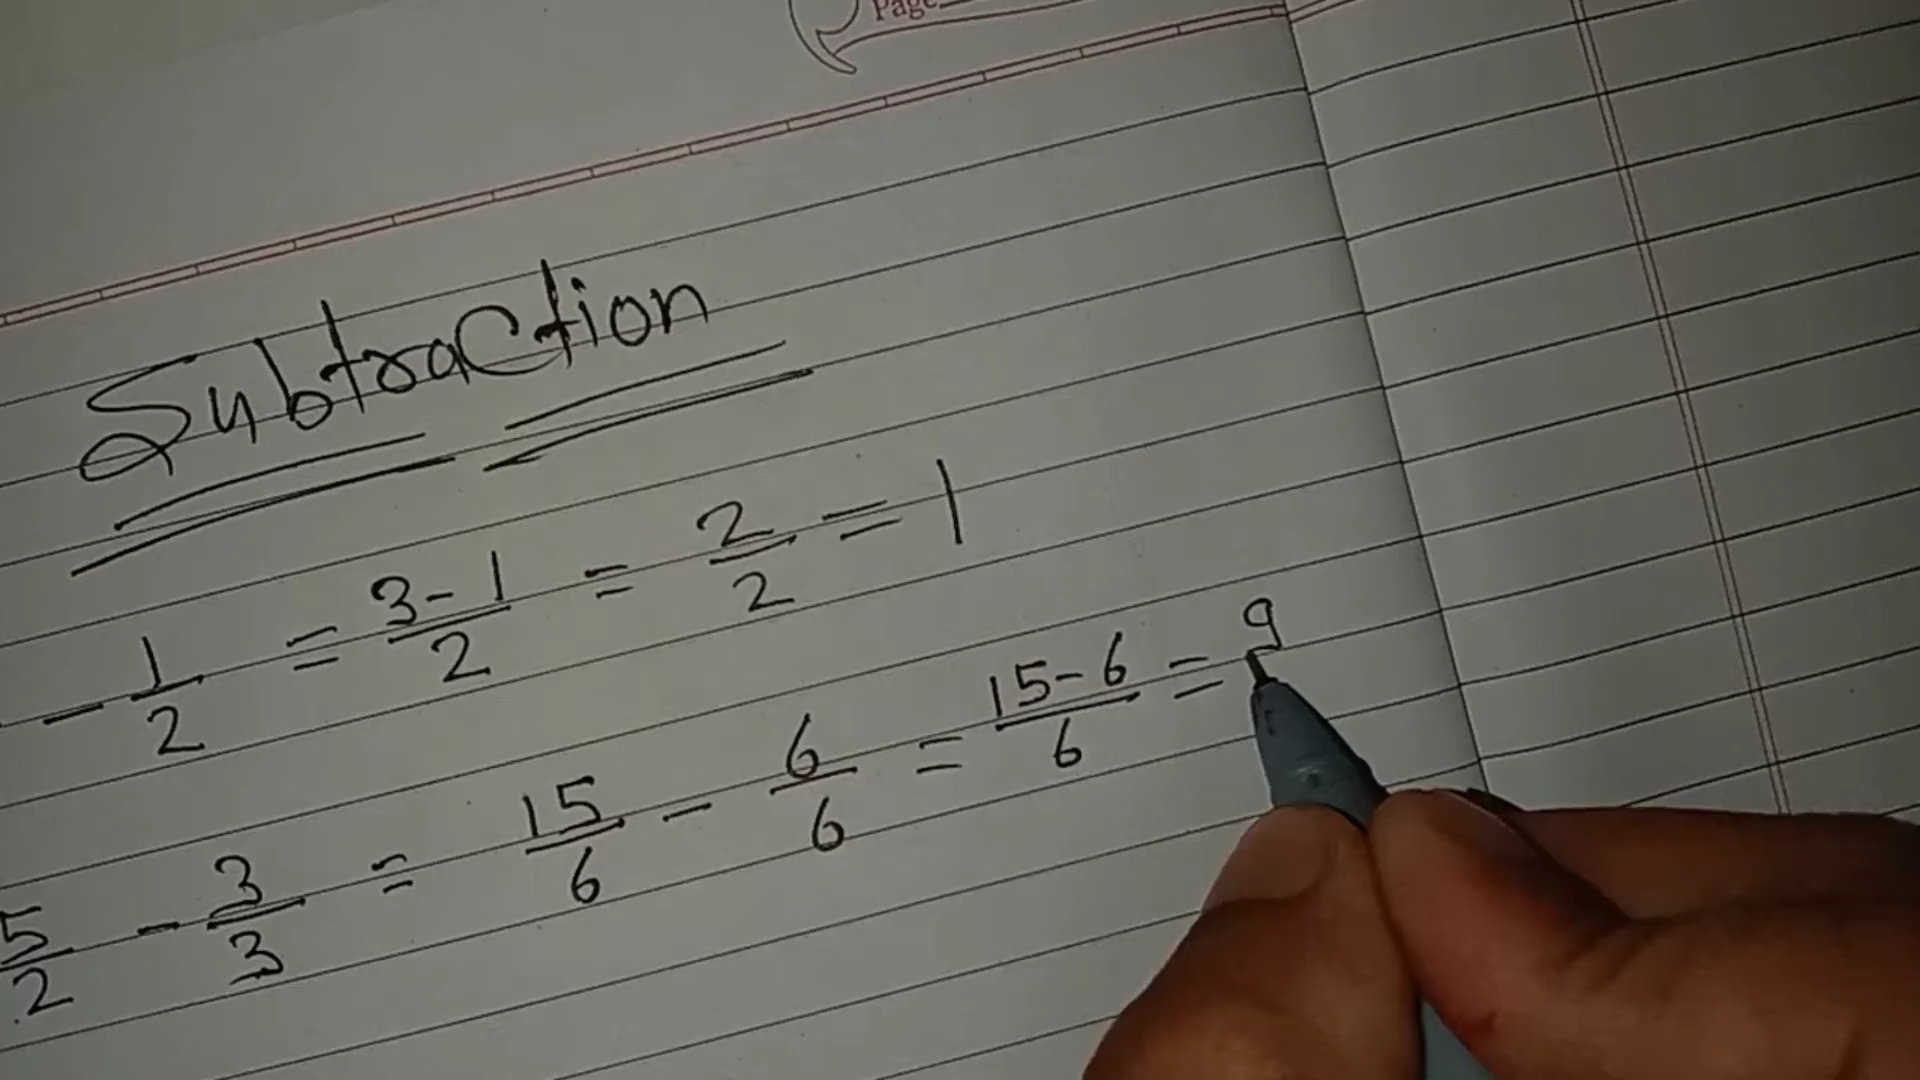 Page
Subtraction
- 1/2 = 3-1/2 = 2/2 = 1
5/2 - 3/3 = 15/6 - 6/6 = 15-6/6 = 9